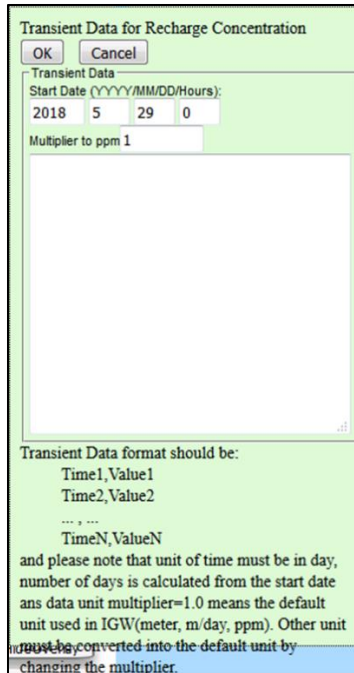 Transient Data for Recharge Concentration
OK Cancel
Transient Data
Start Date (YYYY/MM/DD/Hours):
2018 5 29 0
Multiplier to ppm 1
Transient Data format should be:
Time1,Value1
Time2,Value2
... , ...
TimeN,ValueN
and please note that unit of time must be in day,
number of days is calculated from the start date
ans data unit multiplier=1.0 means the default
unit used in IGW(meter, m/day, ppm). Other unit
must be converted into the default unit by
changing the multiplier.